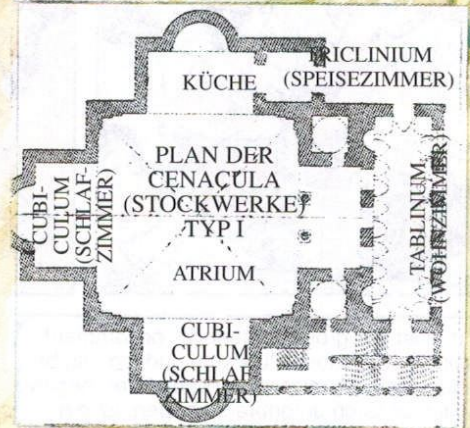 TRICLINIUM
(SPEISEZIMMER)
KÜCHE
PLAN DER
CENACULA
(STOCKWERKE)
TYP I
ATRIUM
CUBI-
CULUM
(SCHLAF-
ZIMMER)
TABLINUM
(WOHNZIMMER)
CUBI-
CULUM
(SCHLAF
ZIMMER)